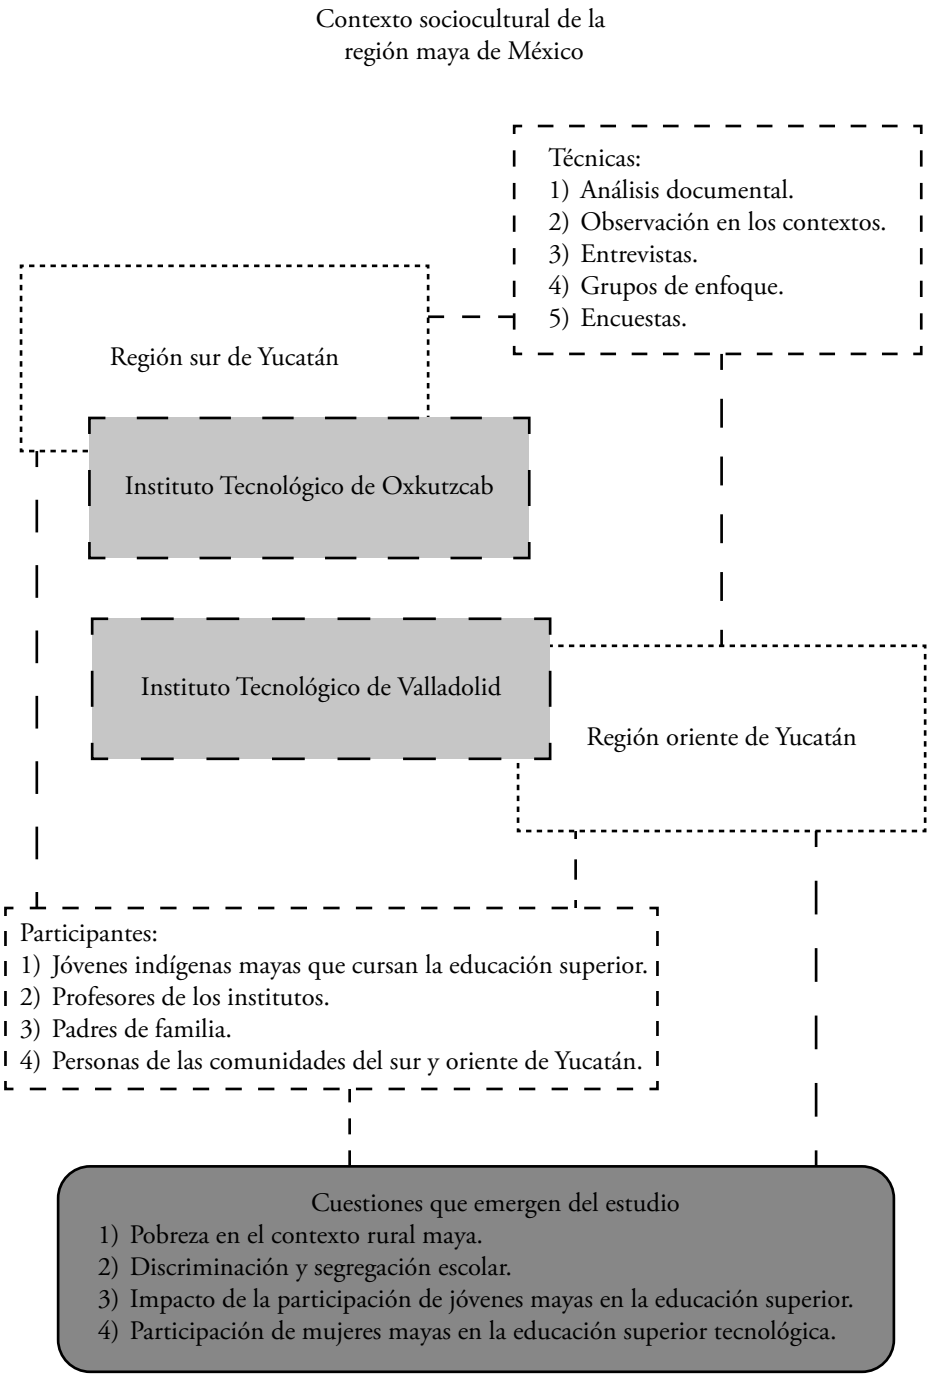 Contexto sociocultural de la
región maya de México
Técnicas:
1) Análisis documental.
2) Observación en los contextos.
3) Entrevistas.
4) Grupos de enfoque.
5) Encuestas.
Región sur de Yucatán
Instituto Tecnológico de Oxkutzcab
Instituto Tecnológico de Valladolid
Región oriente de Yucatán
Participantes:
1) Jóvenes indígenas mayas que cursan la educación superior.
2) Profesores de los institutos.
3) Padres de familia.
4) Personas de las comunidades del sur y oriente de Yucatán.
Cuestiones que emergen del estudio
1) Pobreza en el contexto rural maya.
2) Discriminación y segregación escolar.
3) Impacto de la participación de jóvenes mayas en la educación superior.
4) Participación de mujeres mayas en la educación superior tecnológica.